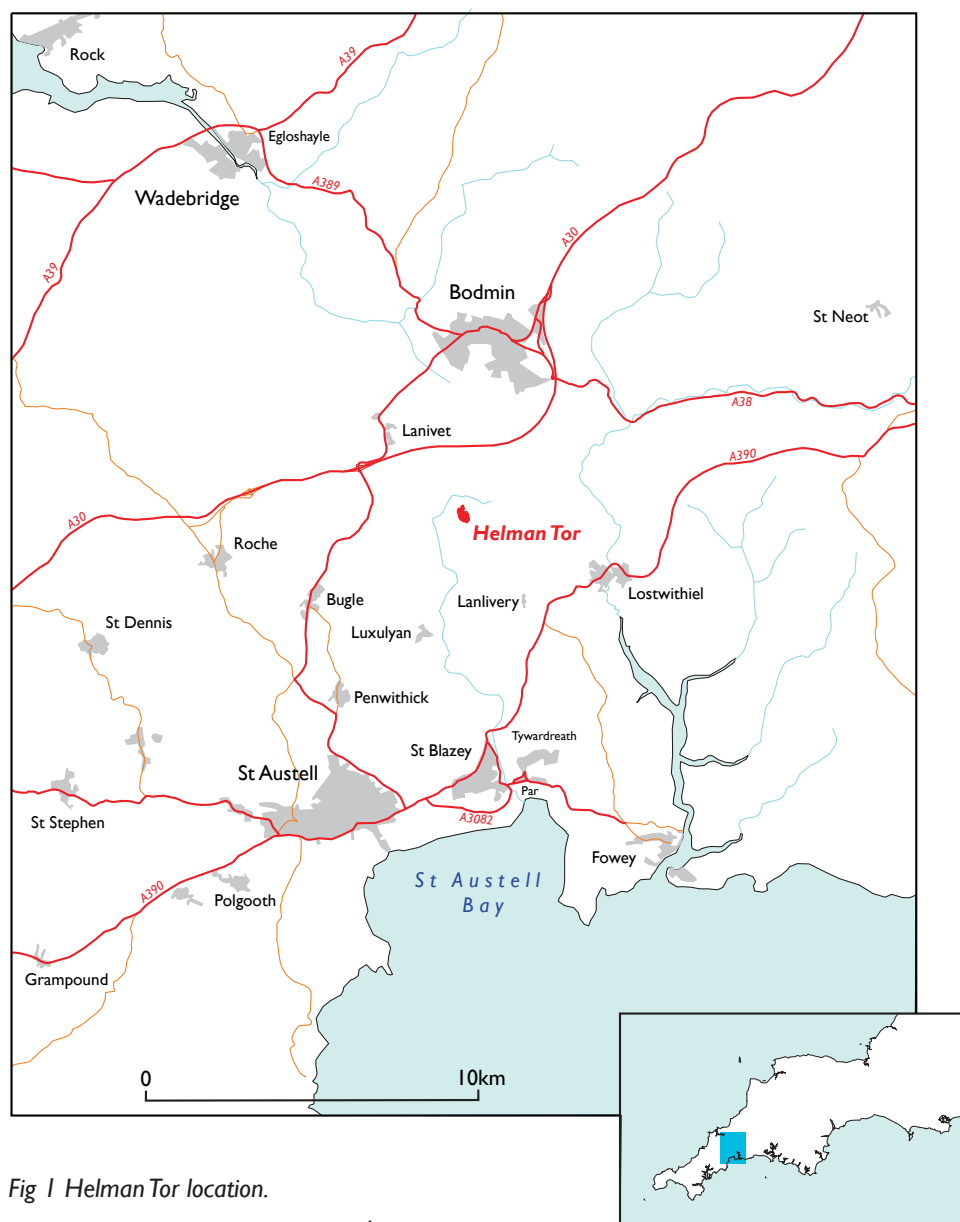 Rock
A39
Egloshayle
Wadebridge
A389
A39
A30
Bodmin
St Neot
A38
Lanivet
A390
A30
Helman Tor
Roche
Lostwithiel
Bugle
Lanlivery
St Dennis
Luxulyan
Penwithick
Tywardreath
St Blazey
St Austell
Par
St Stephen
A3082
Fowey
St Austell
Bay
A390
Polgooth
Grampound
0
10km
Fig 1 Helman Tor location.